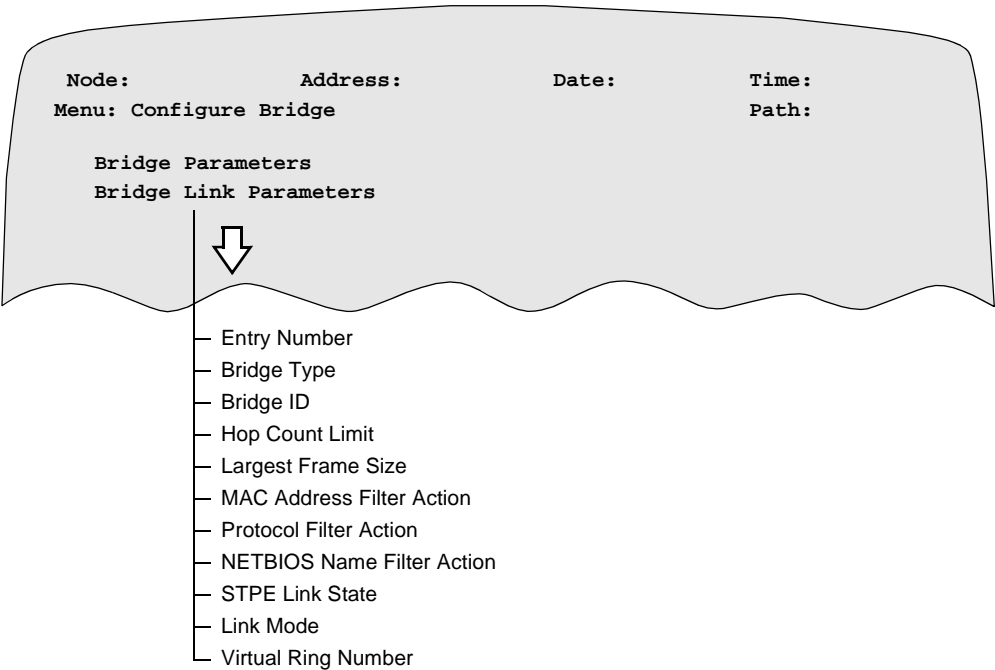 Node: Address: Date: Time:
Menu: Configure Bridge Path:
Bridge Parameters
Bridge Link Parameters
Entry Number
Bridge Type
Bridge ID
Hop Count Limit
Largest Frame Size
MAC Address Filter Action
Protocol Filter Action
NETBIOS Name Filter Action
STPE Link State
Link Mode
Virtual Ring Number